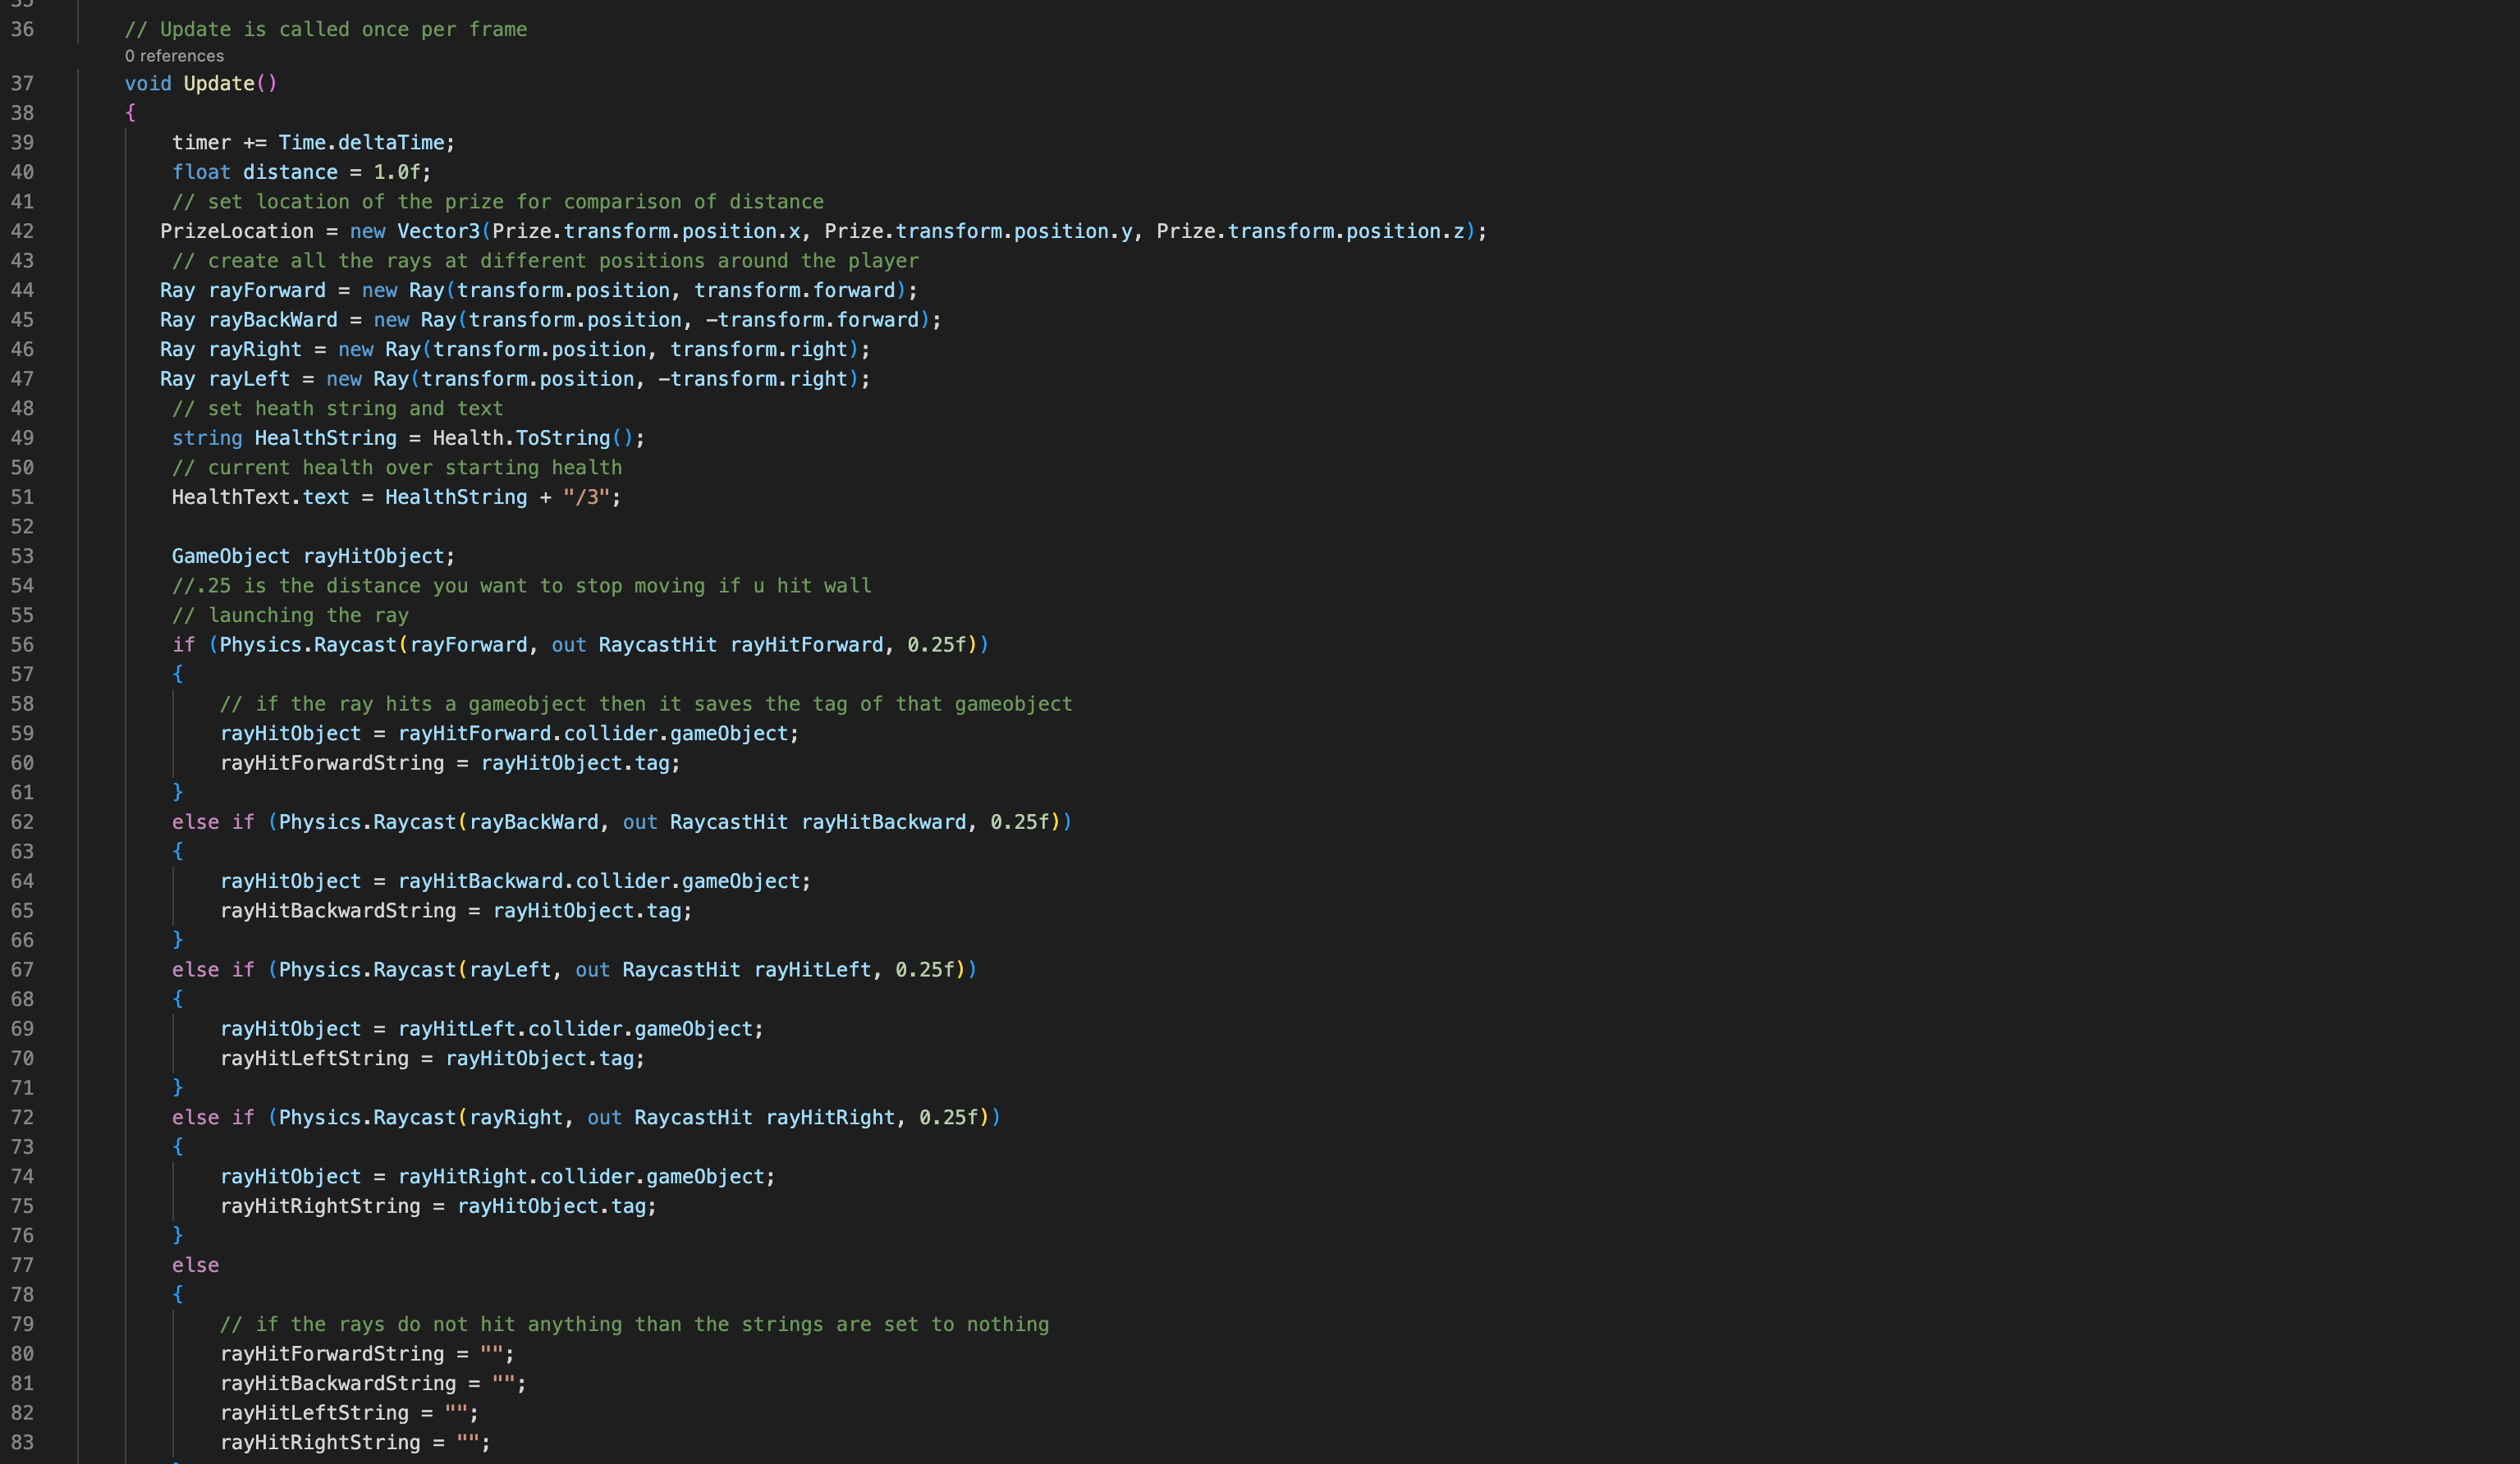 35
36 // Update is called once per frame
0 references
37 void Update()
38 {
39 timer += Time.deltaTime;
40 float distance = 1.0f;
41 // set location of the prize for comparison of distance
42 PrizeLocation = new Vector3(Prize.transform.position.x, Prize.transform.position.y, Prize.transform.position.z);
43 // create all the rays at different positions around the player
44 Ray rayForward = new Ray(transform.position, transform.forward);
45 Ray rayBackWard = new Ray(transform.position, -transform.forward);
46 Ray rayRight = new Ray(transform.position, transform.right);
47 Ray rayLeft = new Ray(transform.position, -transform.right);
48 // set heath string and text
49 string HealthString = Health.ToString();
50 // current health over starting health
51 HealthText.text = HealthString + "/3";
52
53 GameObject rayHitObject;
54 //.25 is the distance you want to stop moving if u hit wall
55 // launching the ray
56 if (Physics.Raycast(rayForward, out RaycastHit rayHitForward, 0.25f))
57 {
58 // if the ray hits a gameobject then it saves the tag of that gameobject
59 rayHitObject = rayHitForward.collider.gameObject;
60 rayHitForwardString = rayHitObject.tag;
61 }
62 else if (Physics.Raycast(rayBackWard, out RaycastHit rayHitBackward, 0.25f))
63 {
64 rayHitObject = rayHitBackward.collider.gameObject;
65 rayHitBackwardString = rayHitObject.tag;
66 }
67 else if (Physics.Raycast(rayLeft, out RaycastHit rayHitLeft, 0.25f))
68 {
69 rayHitObject = rayHitLeft.collider.gameObject;
70 rayHitLeftString = rayHitObject.tag;
71 }
72 else if (Physics.Raycast(rayRight, out RaycastHit rayHitRight, 0.25f))
73 {
74 rayHitObject = rayHitRight.collider.gameObject;
75 rayHitRightString = rayHitObject.tag;
76 }
77 else
78 {
79 // if the rays do not hit anything than the strings are set to nothing
80 rayHitForwardString = "";
81 rayHitBackwardString = "";
82 rayHitLeftString = "";
83 rayHitRightString = "";